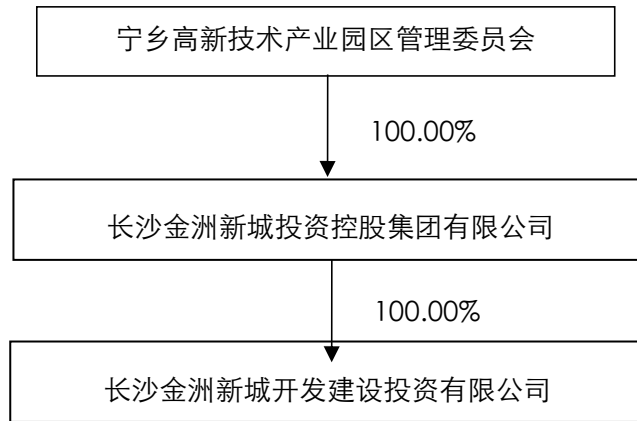 宁乡高新技术产业园区管理委员会
100.00%
长沙金洲新城投资控股集团有限公司
100.00%
长沙金洲新城开发建设投资有限公司